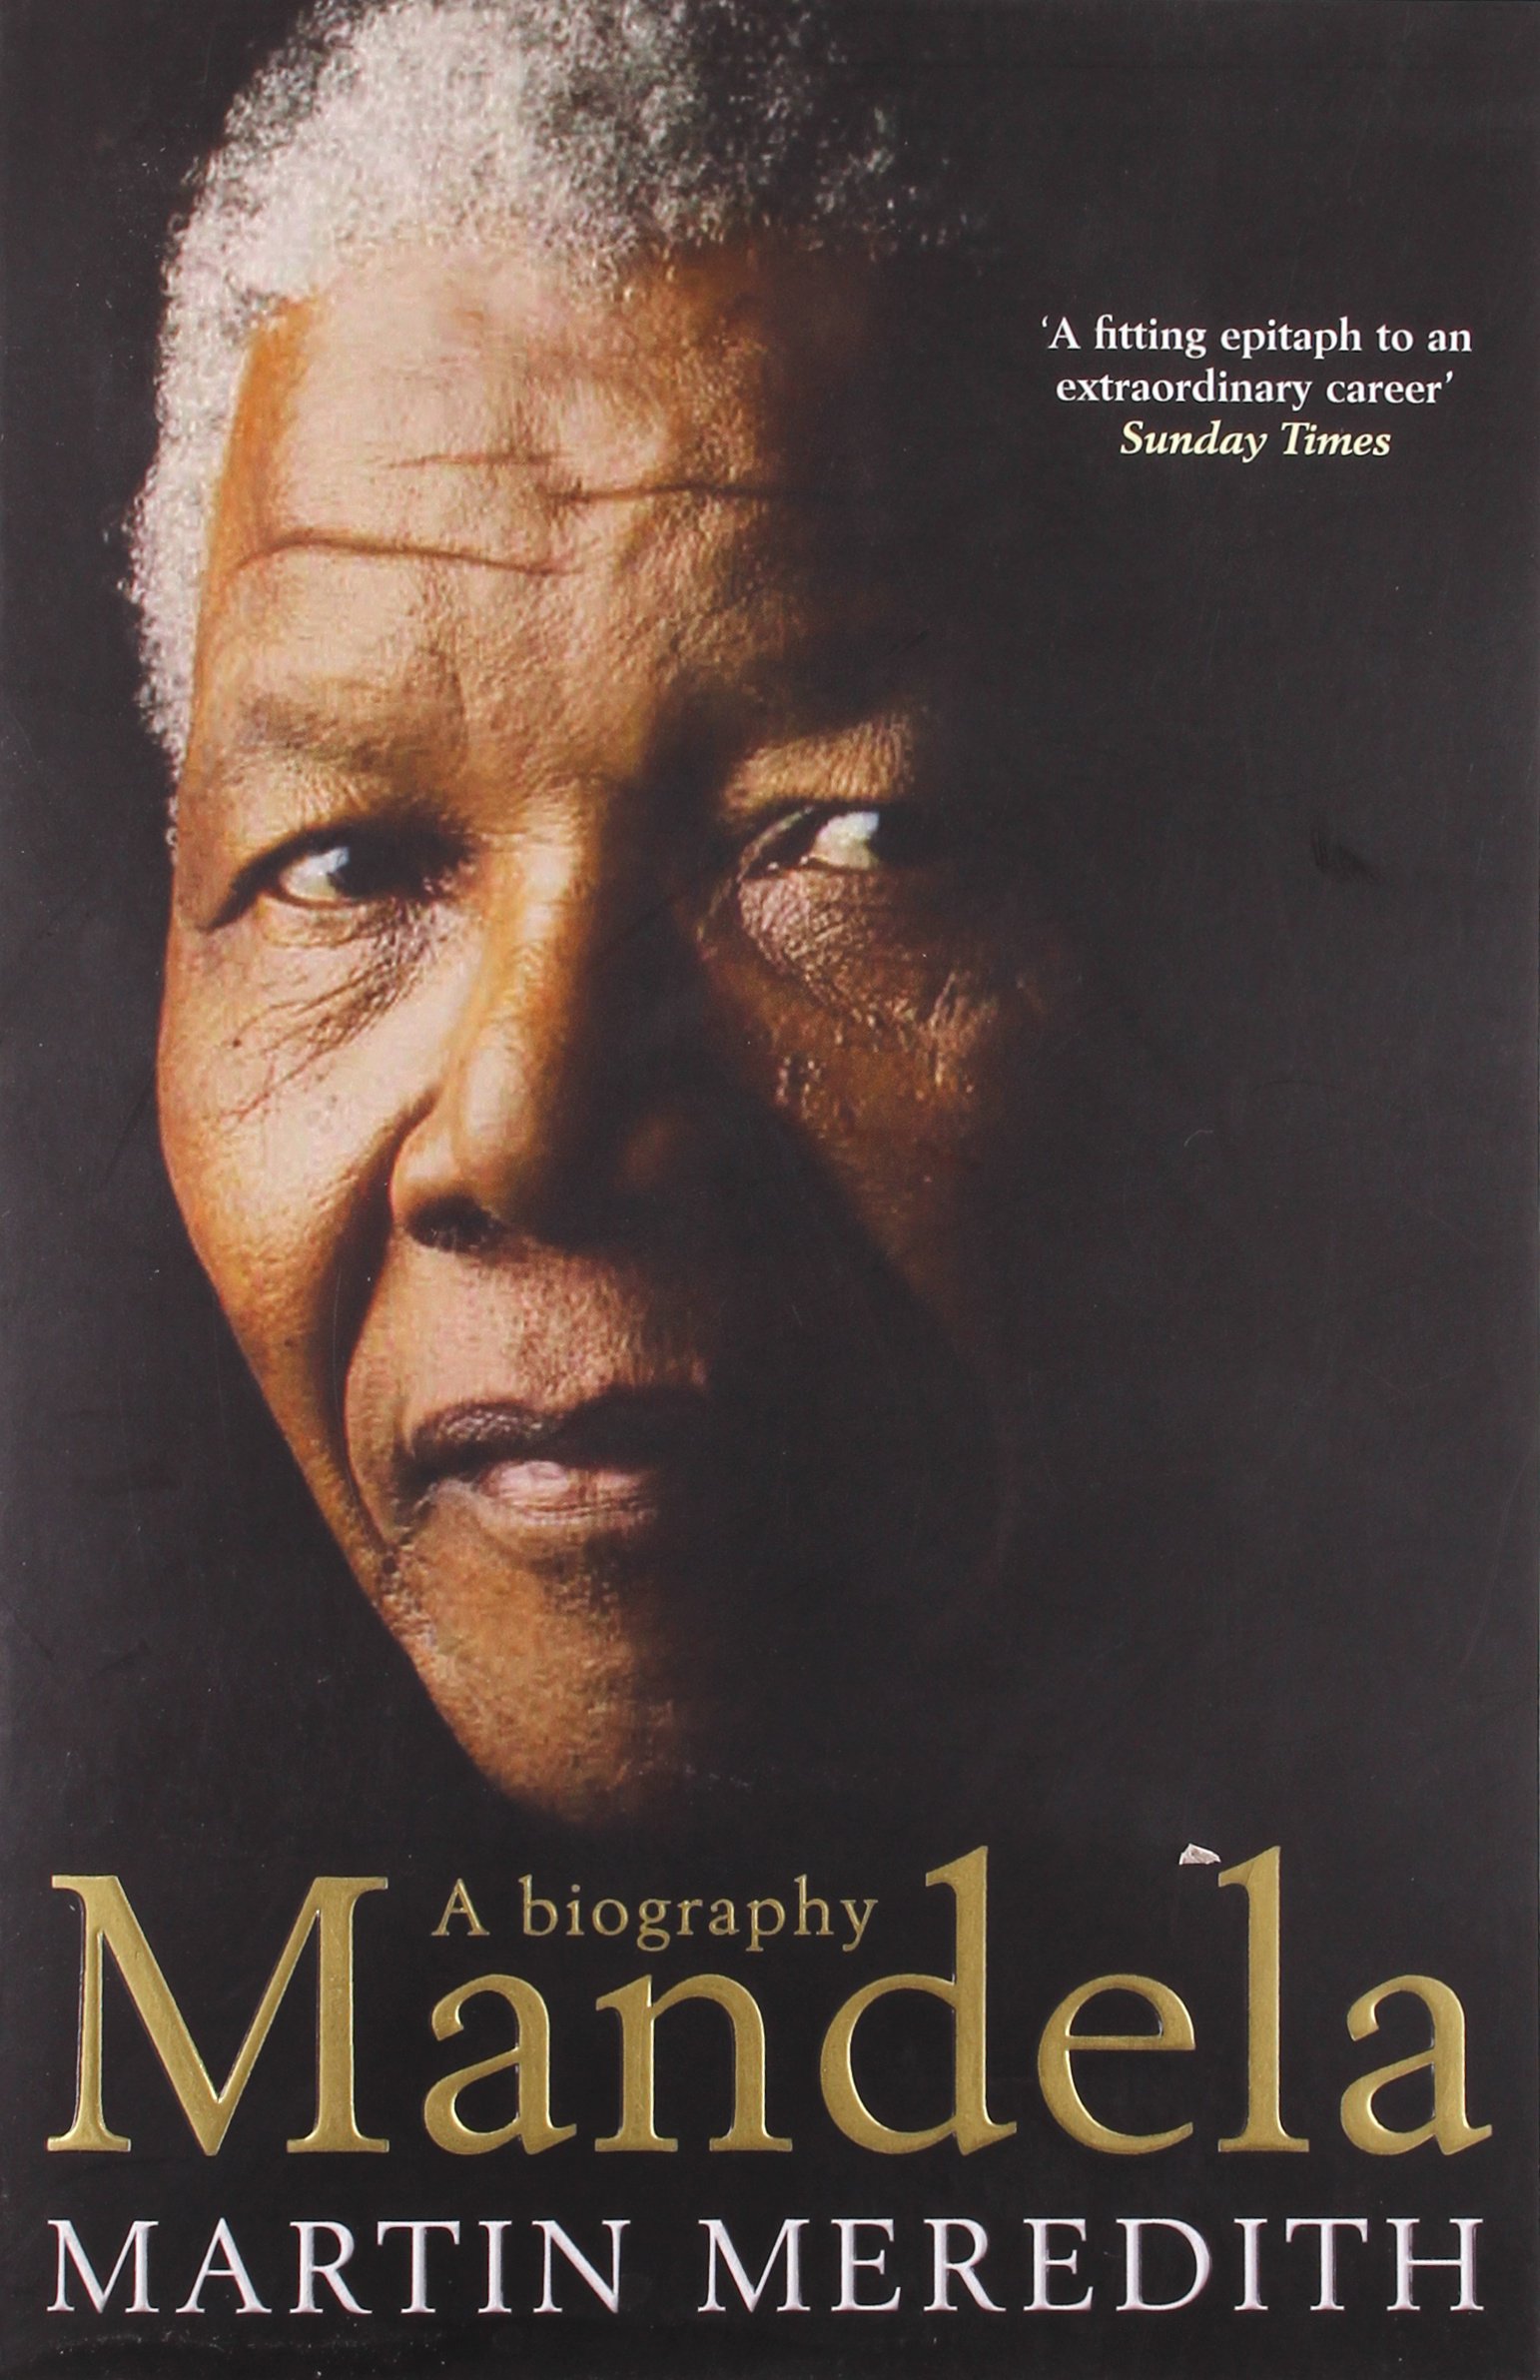 ‘A fitting epitaph to an
extraordinary career’
Sunday Times
A biography
Mandela
MARTIN MEREDITH